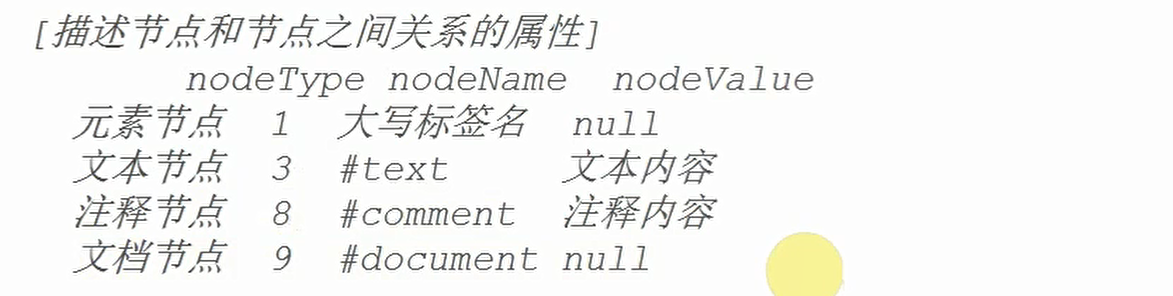 [描述节点和节点之间关系的属性]
nodeType nodeName nodeValue
元素节点 1 大写标签名 null
文本节点 3 #text 文本内容
注释节点 8 #comment 注释内容
文档节点 9 #document null